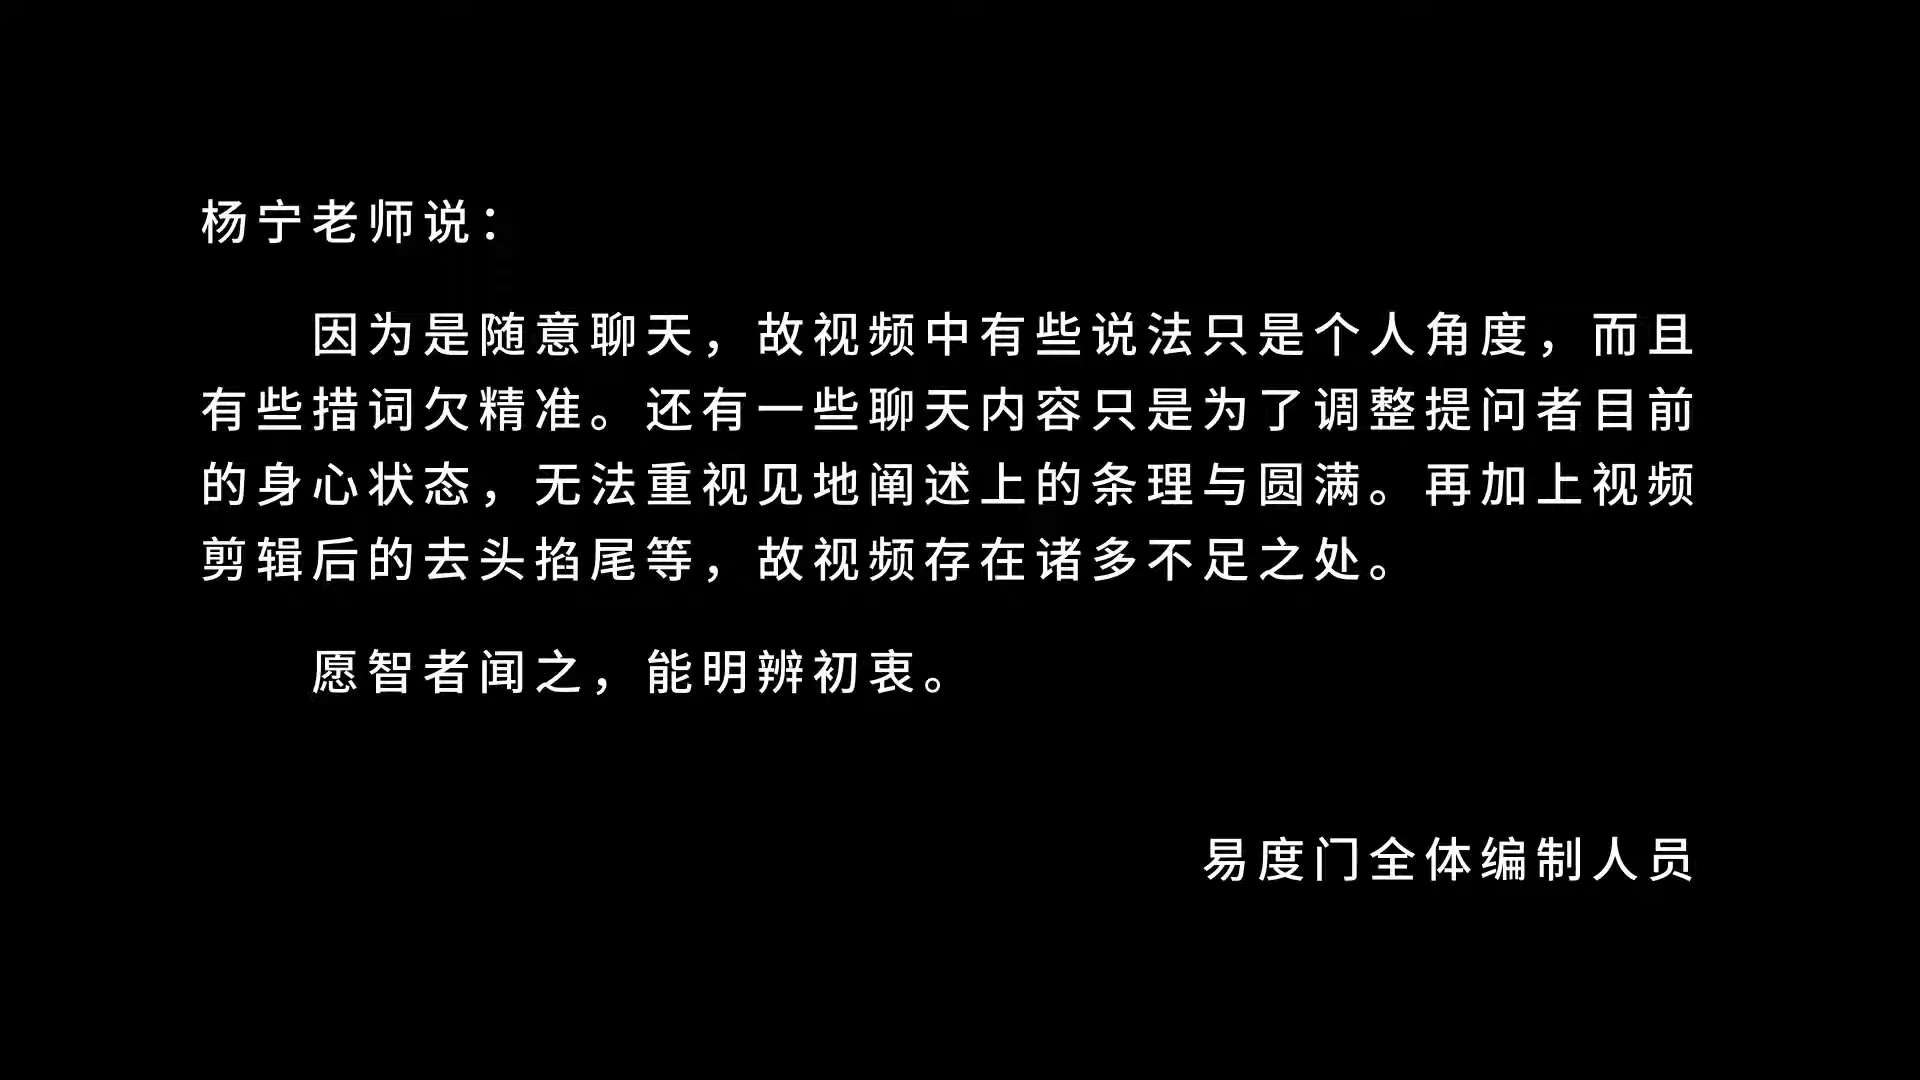 杨宁老师说：
因为是随意聊天，故视频中有些说法只是个人角度，而且
有些措词欠精准。还有一些聊天内容只是为了调整提问者目前
的身心状态，无法重视见地阐述上的条理与圆满。再加上视频
剪辑后的去头掐尾等，故视频存在诸多不足之处。
愿智者闻之，能明辨初衷。
易度门全体编制人员